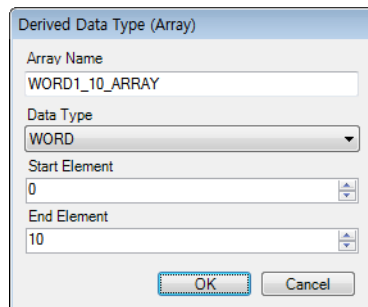 Derived Data Type (Array)
Array Name
WORD1_10_ARRAY
Data Type
WORD
Start Element
0
End Element
10
OK Cancel